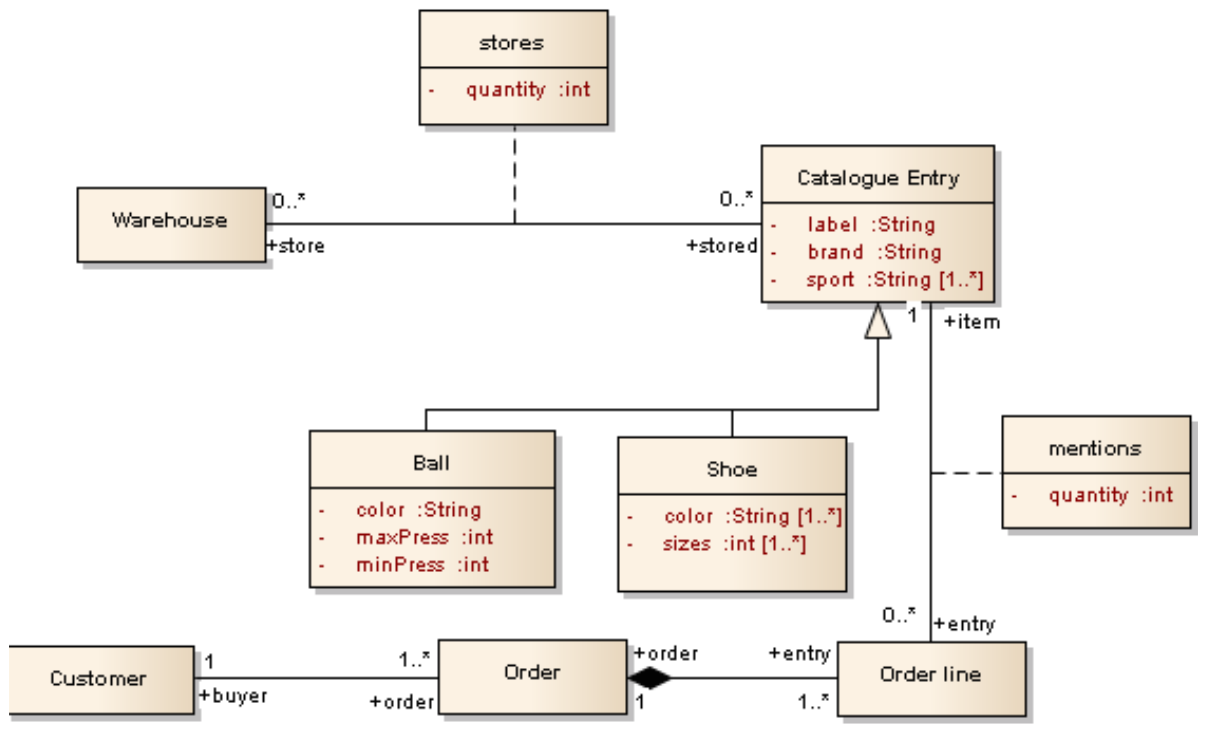 stores
- quantity :int
Catalogue Entry
- label :String
- brand :String
- sport :String [1..*]
Warehouse
0..*
+store
0..*
+stored
1
+item
Ball
- color :String
- maxPress :int
- minPress :int
Shoe
- color :String [1..*]
- sizes :int [1..*]
mentions
- quantity :int
0..*
+entry
Customer
1
+buyer
1..*
+order
Order
+order
1
+entry
1..*
Order line